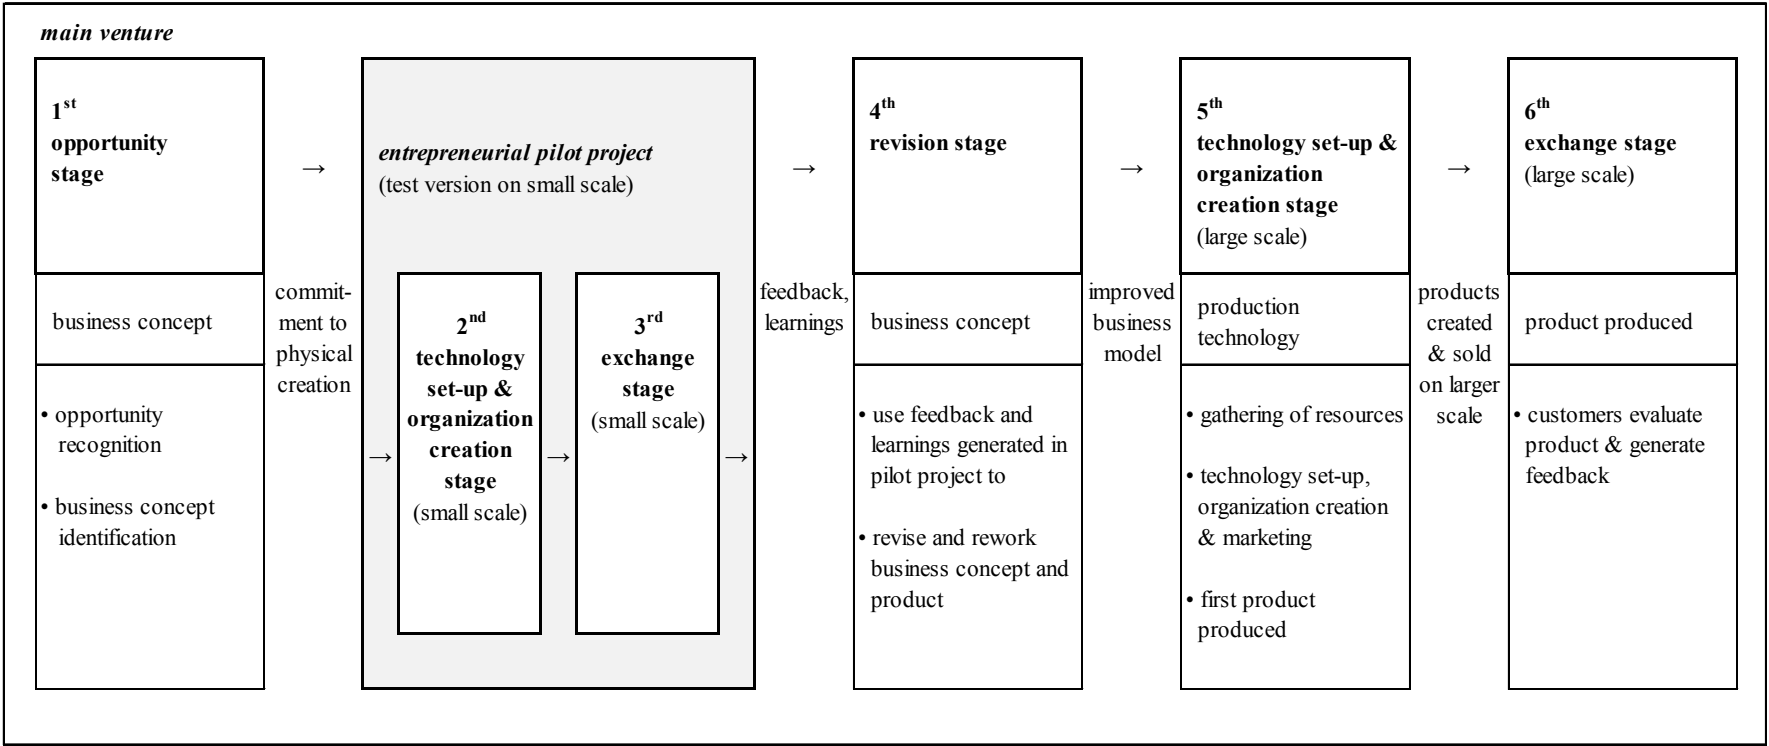 main venture
1st
opportunity
stage
business concept
• opportunity
recognition
• business concept
identification
→
commit-
ment to
physical
creation
entrepreneurial pilot project
(test version on small scale)
→
2nd
technology
set-up &
organization
creation
stage
(small scale)
→
3rd
exchange
stage
(small scale)
→
→
feedback,
learnings
4th
revision stage
business concept
• use feedback and
learnings generated in
pilot project to
• revise and rework
business concept and
product
→
improved
business
model
5th
technology set-up &
organization
creation stage
(large scale)
production
technology
• gathering of resources
• technology set-up,
organization creation
& marketing
• first product
produced
→
products
created
& sold
on larger
scale
6th
exchange stage
(large scale)
product produced
• customers evaluate
product & generate
feedback